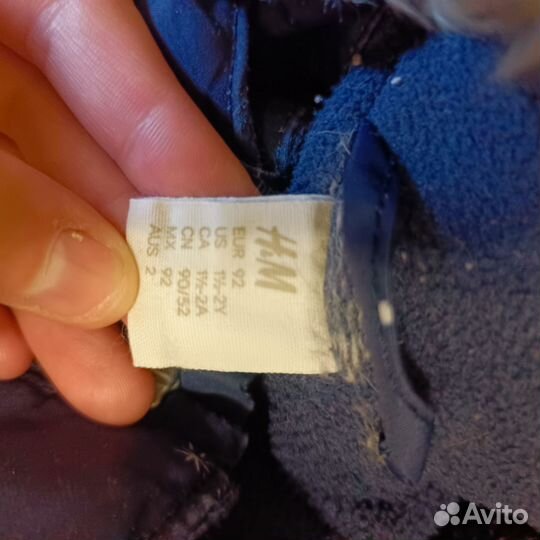 H&M
EUR 92
US 1½-2Y
CA 1½-2A
CN 90/52
MX 92
AUS 2
Avito